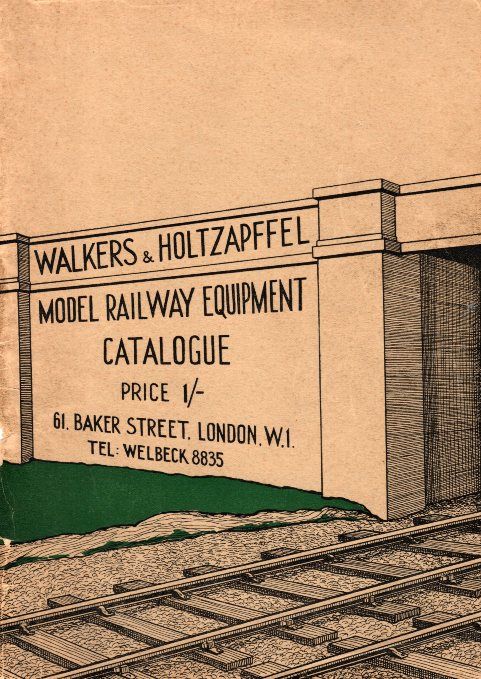 WALKERS & HOLTZAPFFEL
MODEL RAILWAY EQUIPMENT
CATALOGUE
PRICE 1/-
61. BAKER STREET. LONDON, W.1.
TEL: WELBECK 8835